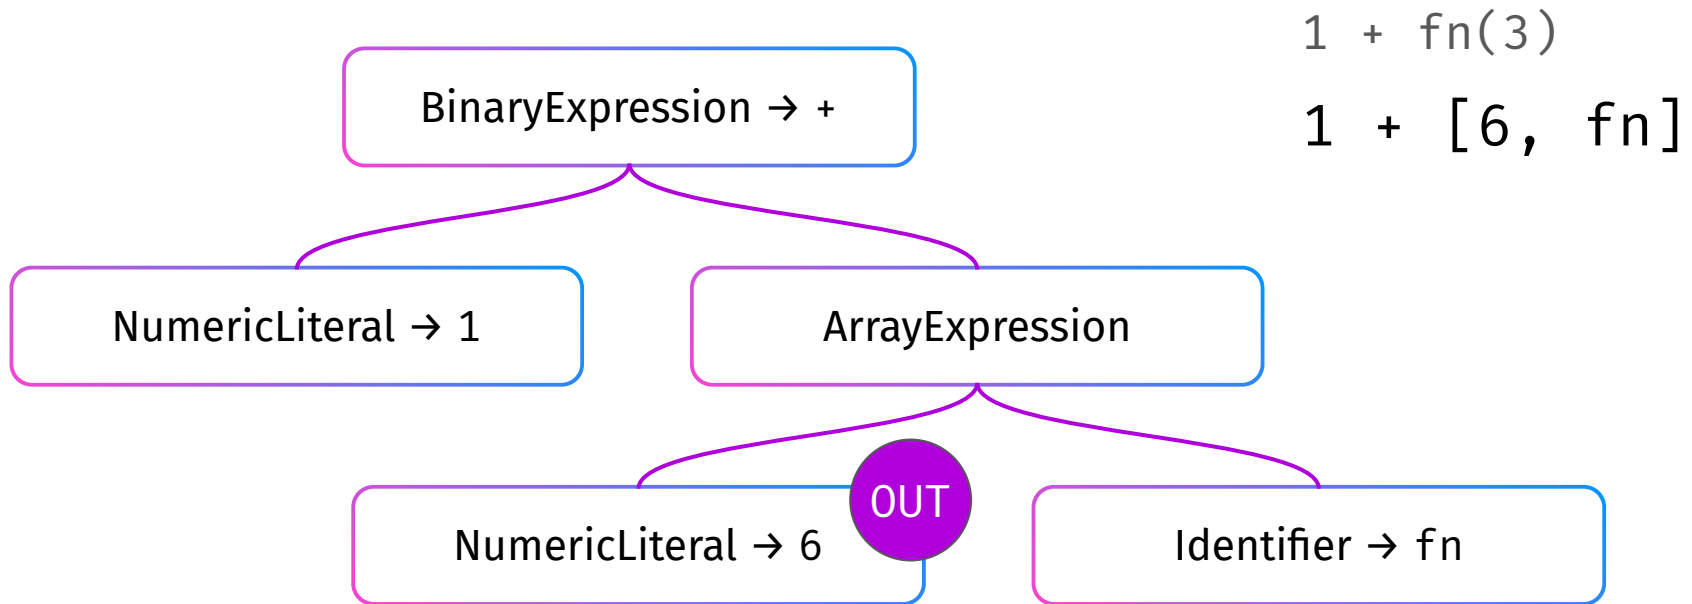 1 + fn(3)
1 + [6, fn]
BinaryExpression → +
NumericLiteral → 1
ArrayExpression
OUT
NumericLiteral → 6
Identifier → fn